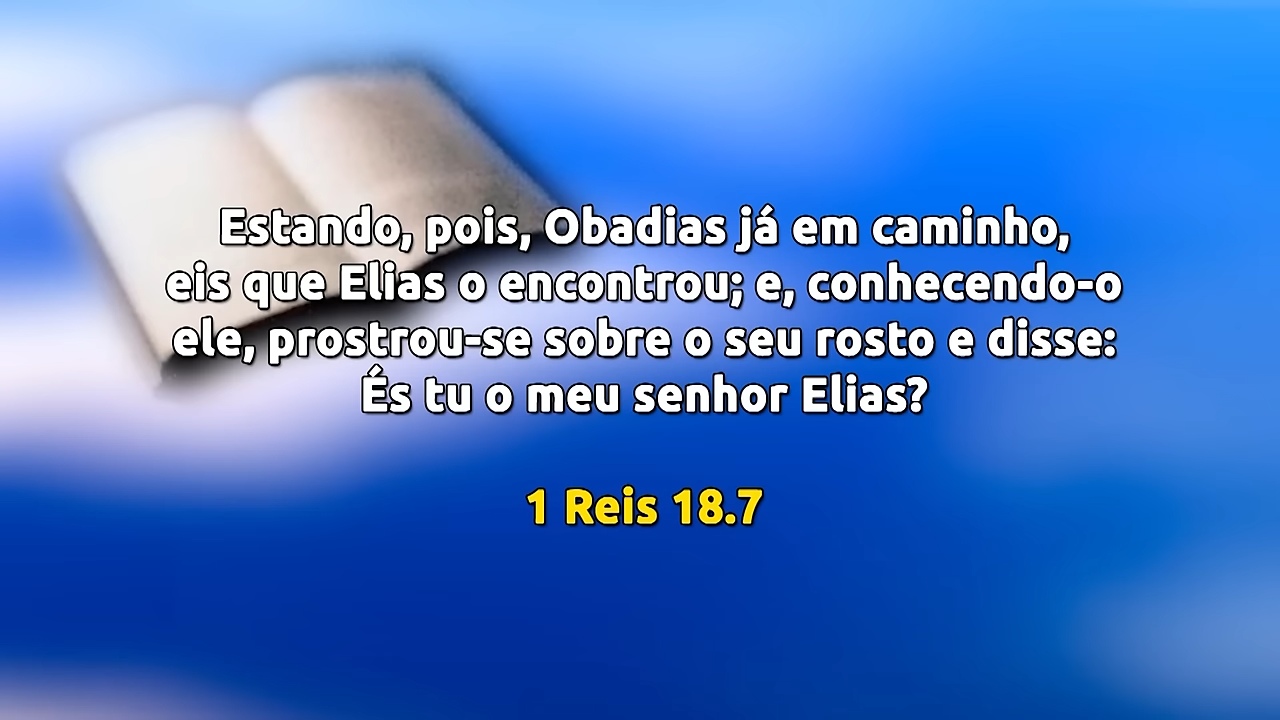 Estando, pois, Obadias já em caminho,
eis que Elias o encontrou; e, conhecendo-o
ele, prostrou-se sobre o seu rosto e disse:
És tu o meu senhor Elias?
1 Reis 18.7